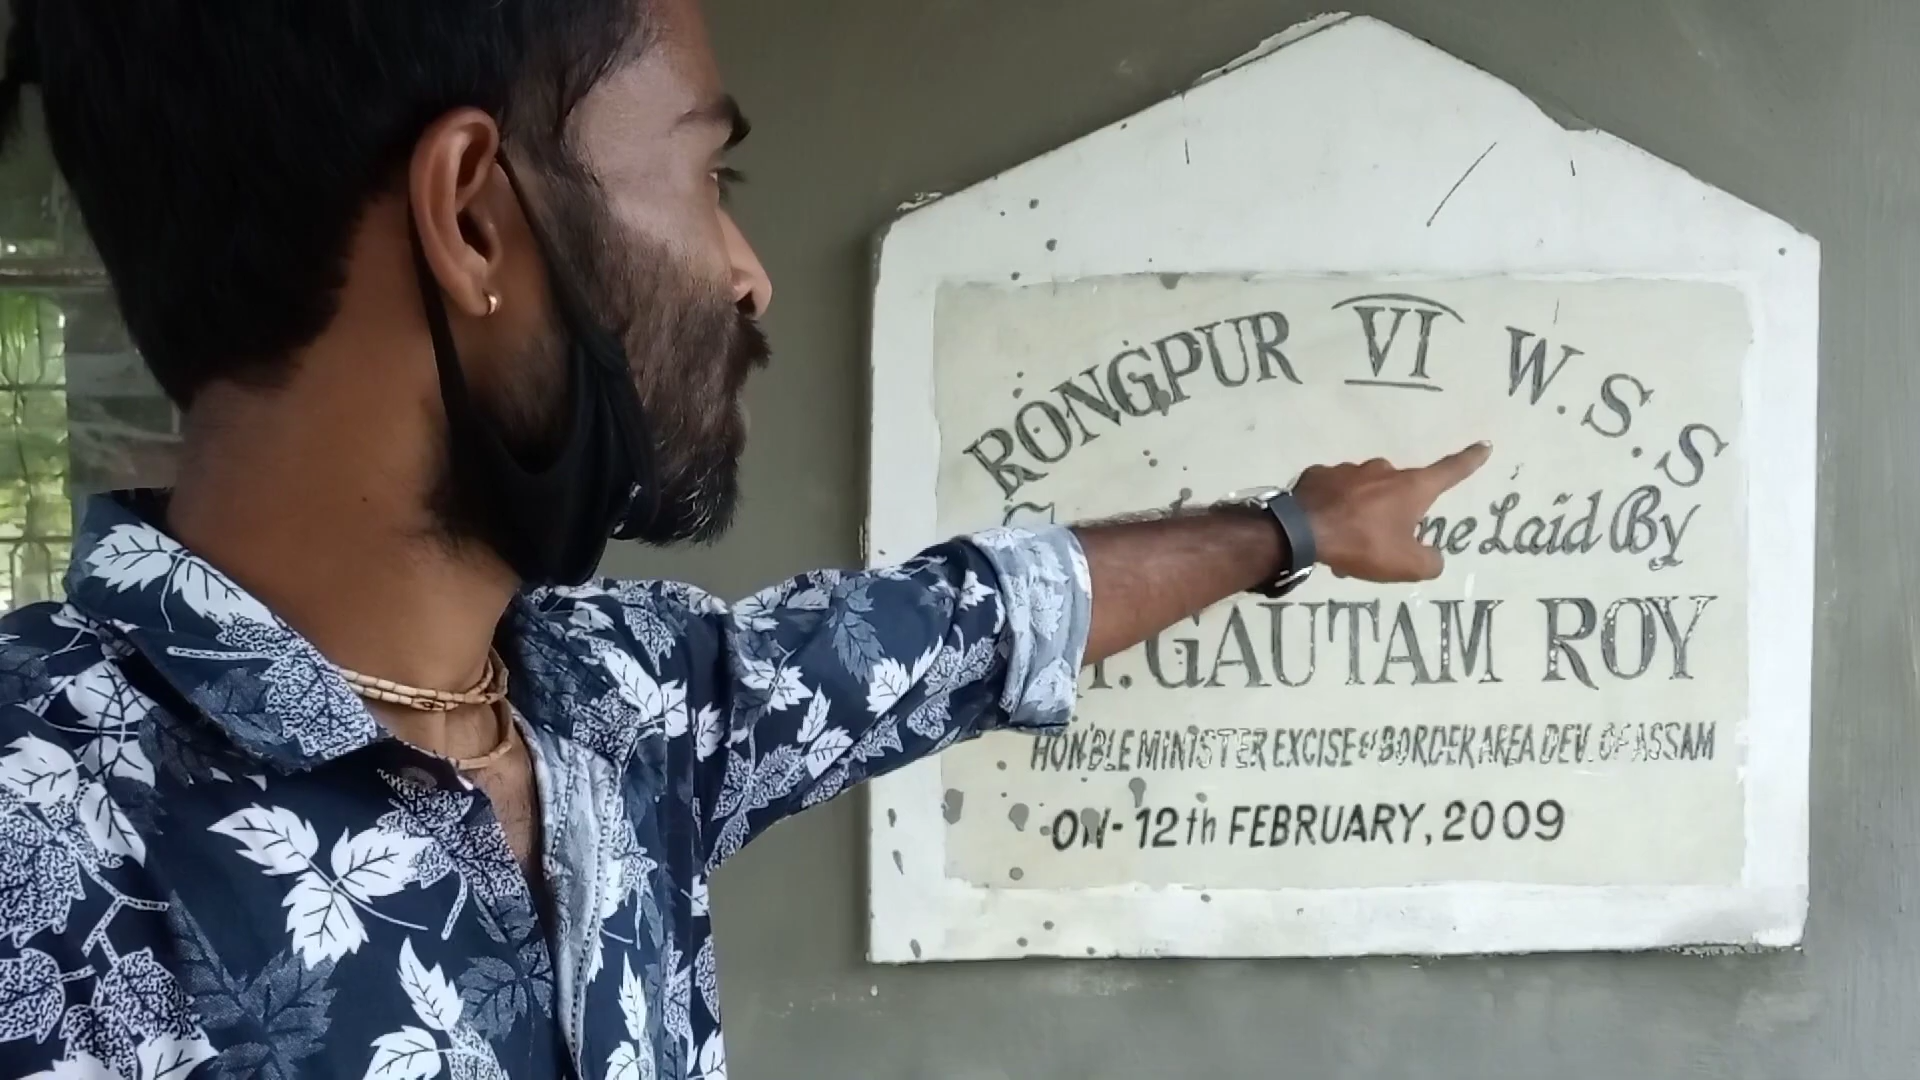 RONGPUR VI W.S.S
Laid By
GAUTAM ROY
HON'BLE MINISTER EXCISE & BORDER AREA DEV. OF ASSAM
ON- 12th FEBRUARY, 2009